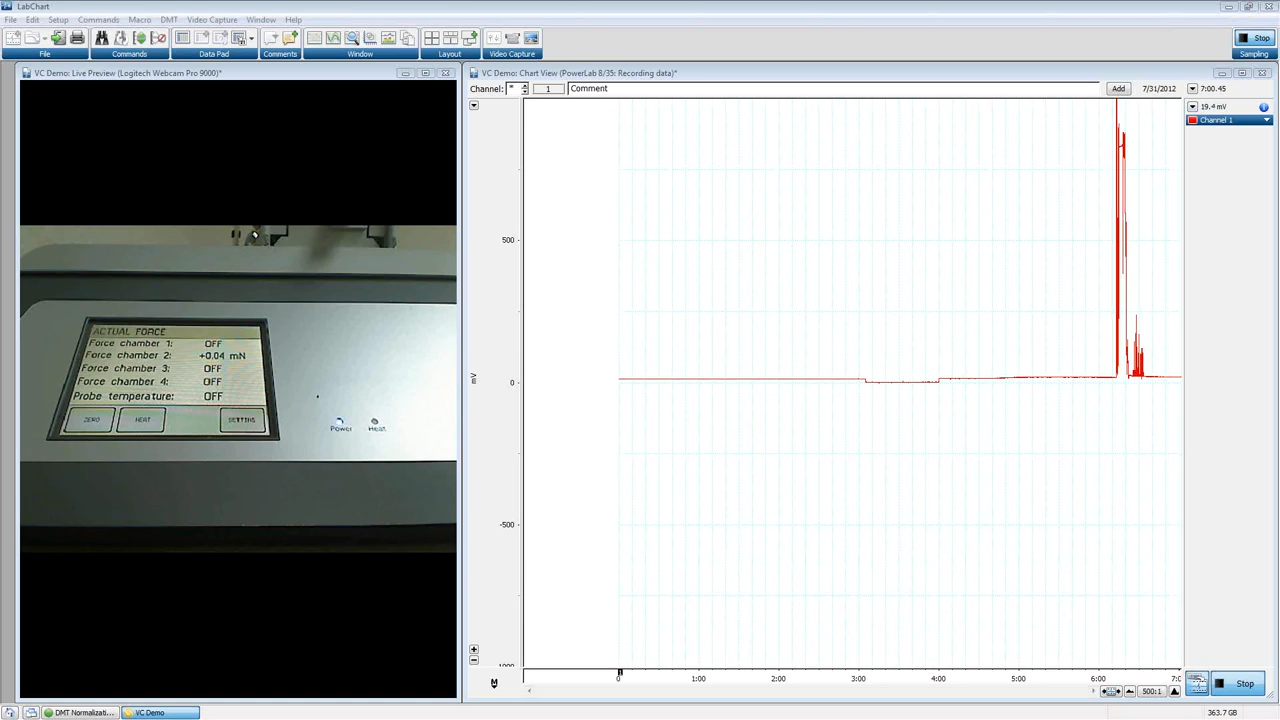 LabChart
File Edit Setup Commands Macro DMT Video Capture Window Help
File Commands Data Pad Comments Window Layout Video Capture
Stop
Sampling
VC Demo: Live Preview (Logitech Webcam Pro 9000)*
VC Demo: Chart View (PowerLab 8/35: Recording data)*
Channel: * 1 Comment Add 7/31/2012 7:00.45
19.4 mV
Channel 1
ACTUAL FORCE
Force chamber 1: OFF
Force chamber 2: +0.04 mN
Force chamber 3: OFF
Force chamber 4: OFF
Probe temperature: OFF
ZERO HEAT SETTING
Power Heat
500
mV
0
-500
0 1:00 2:00 3:00 4:00 5:00 6:00
M
500:1
Stop
DMT Normalizati... VC Demo
363.7 GB